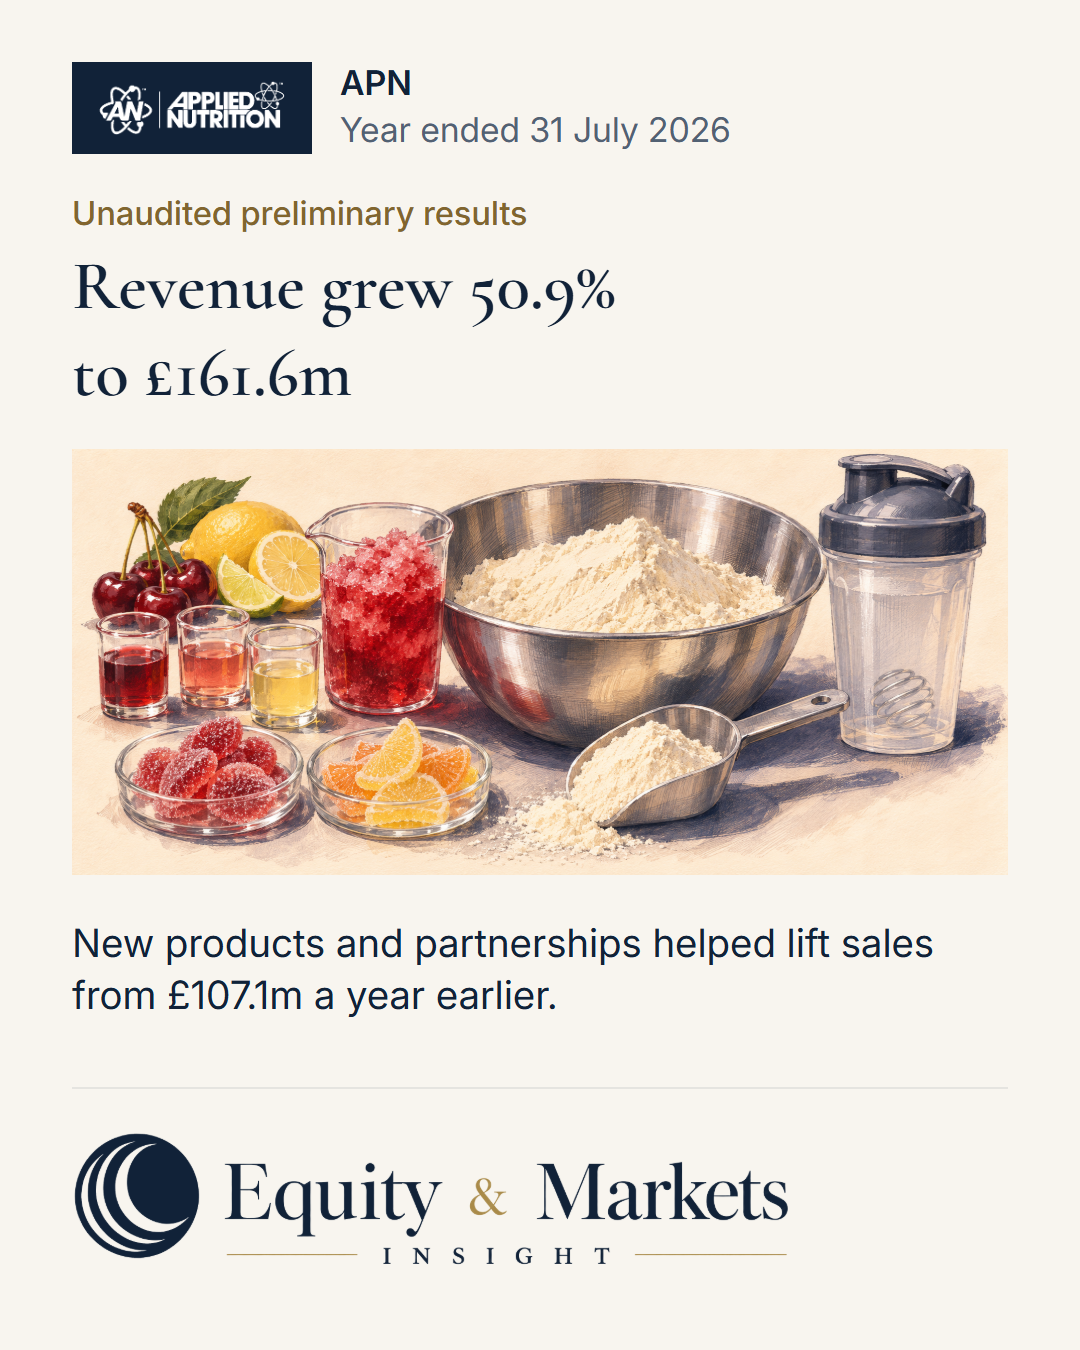 AN
APPLIED
NUTRITION
APN
Year ended 31 July 2026
Unaudited preliminary results
Revenue grew 50.9%
to £161.6m
New products and partnerships helped lift sales
from £107.1m a year earlier.
Equity & Markets
INSIGHT